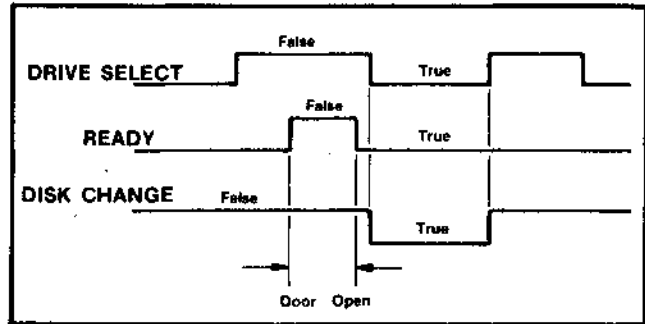 False
DRIVE SELECT
True
False
READY
True
DISK CHANGE
False
True
Door Open